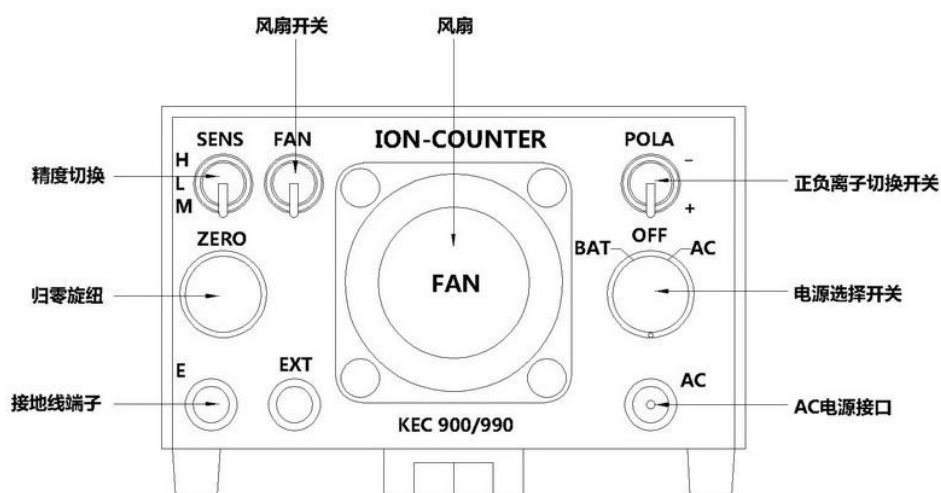 风扇开关
风扇
SENS
FAN
ION-COUNTER
POLA
H
L
M
精度切换
−
+
正负离子切换开关
ZERO
OFF
BAT
AC
FAN
归零旋纽
电源选择开关
E
EXT
AC
接地线端子
AC电源接口
KEC 900/990